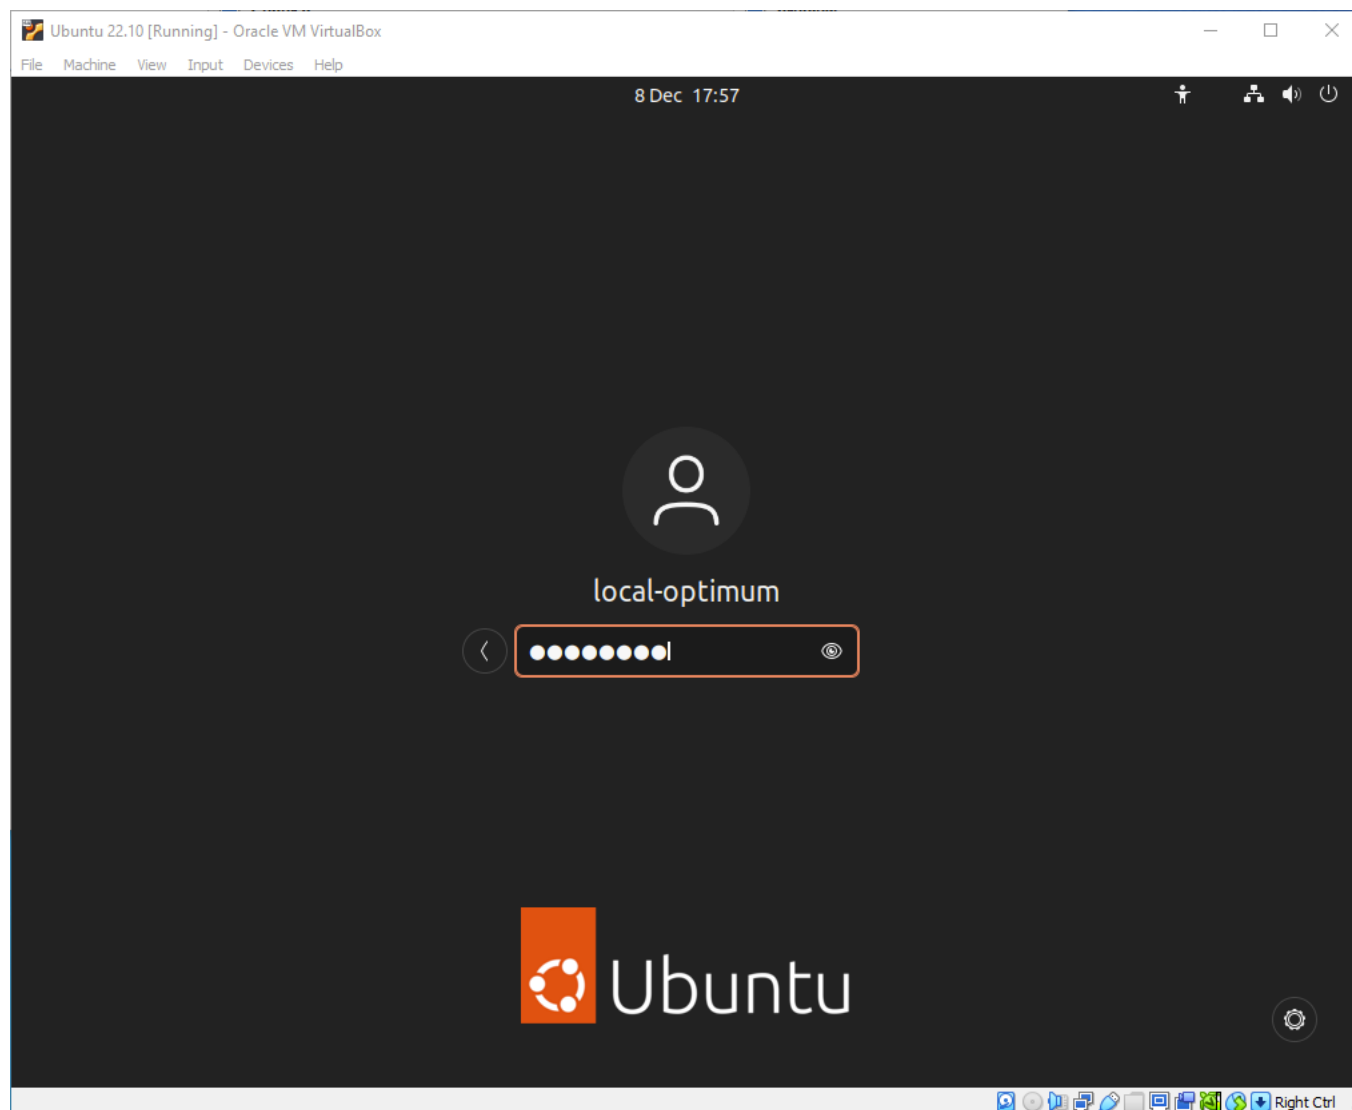 Ubuntu 22.10 [Running] - Oracle VM VirtualBox
File Machine View Input Devices Help
8 Dec 17:57
local-optimum
Ubuntu
Right Ctrl